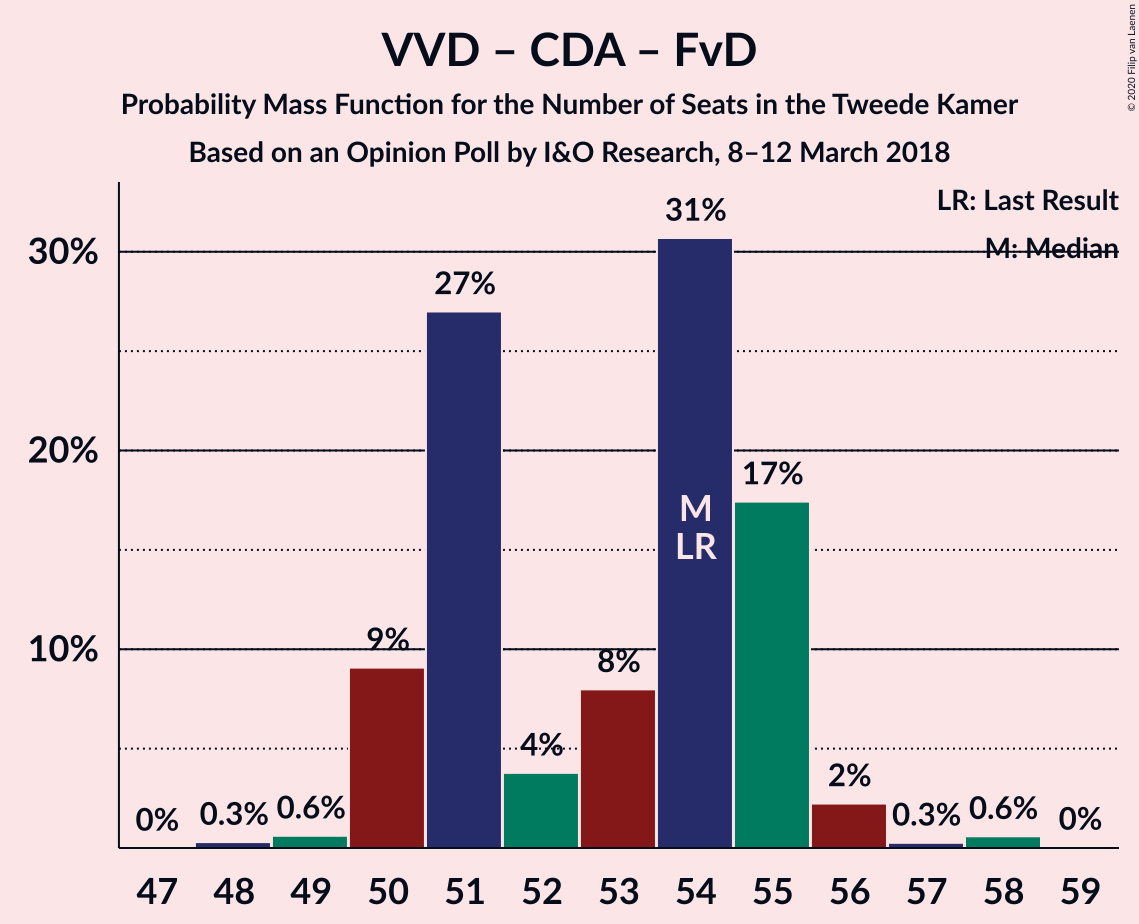 VVD – CDA – FvD
Probability Mass Function for the Number of Seats in the Tweede Kamer
Based on an Opinion Poll by I&O Research, 8–12 March 2018
© 2020 Filip van Laenen
LR: Last Result
M: Median
30%
20%
10%
0%
0.3%
0.6%
9%
27%
4%
8%
31%
17%
2%
0.3%
0.6%
0%
M
LR
47 48 49 50 51 52 53 54 55 56 57 58 59